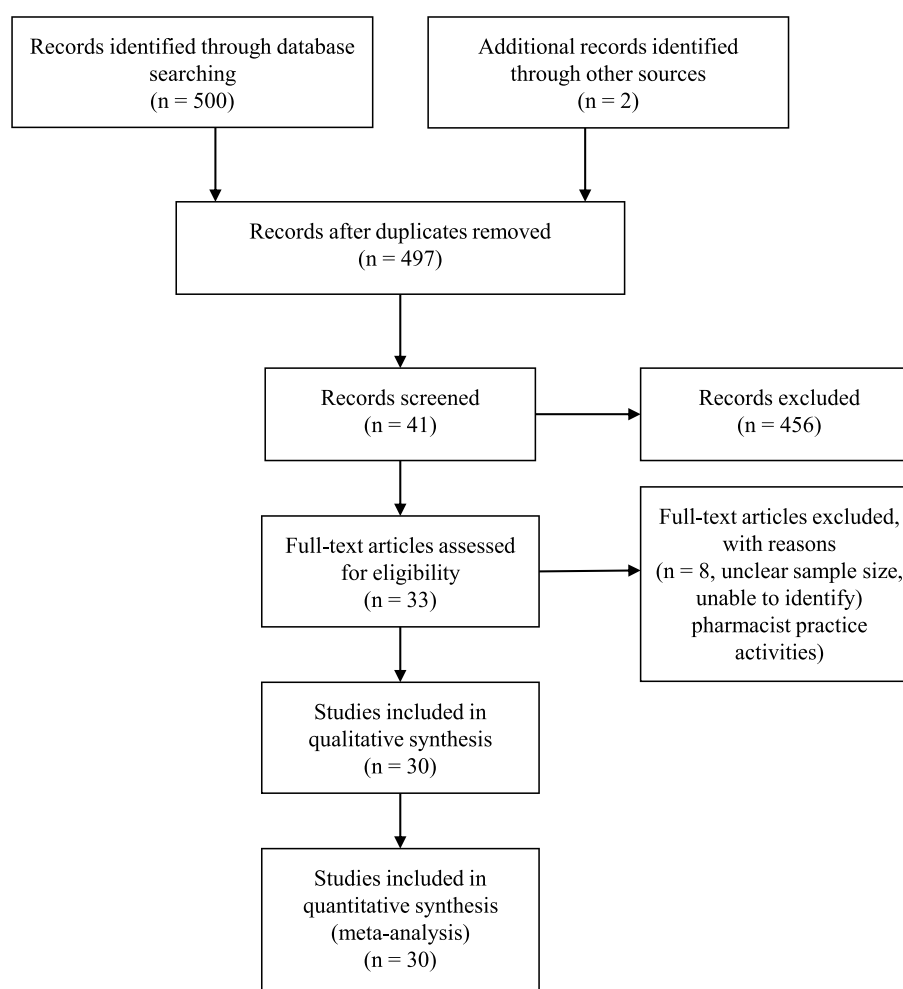 Records identified through database
searching
(n = 500)
Additional records identified
through other sources
(n = 2)
Records after duplicates removed
(n = 497)
Records screened
(n = 41)
Records excluded
(n = 456)
Full-text articles assessed
for eligibility
(n = 33)
Full-text articles excluded,
with reasons
(n = 8, unclear sample size,
unable to identify)
pharmacist practice
activities)
Studies included in
qualitative synthesis
(n = 30)
Studies included in
quantitative synthesis
(meta-analysis)
(n = 30)